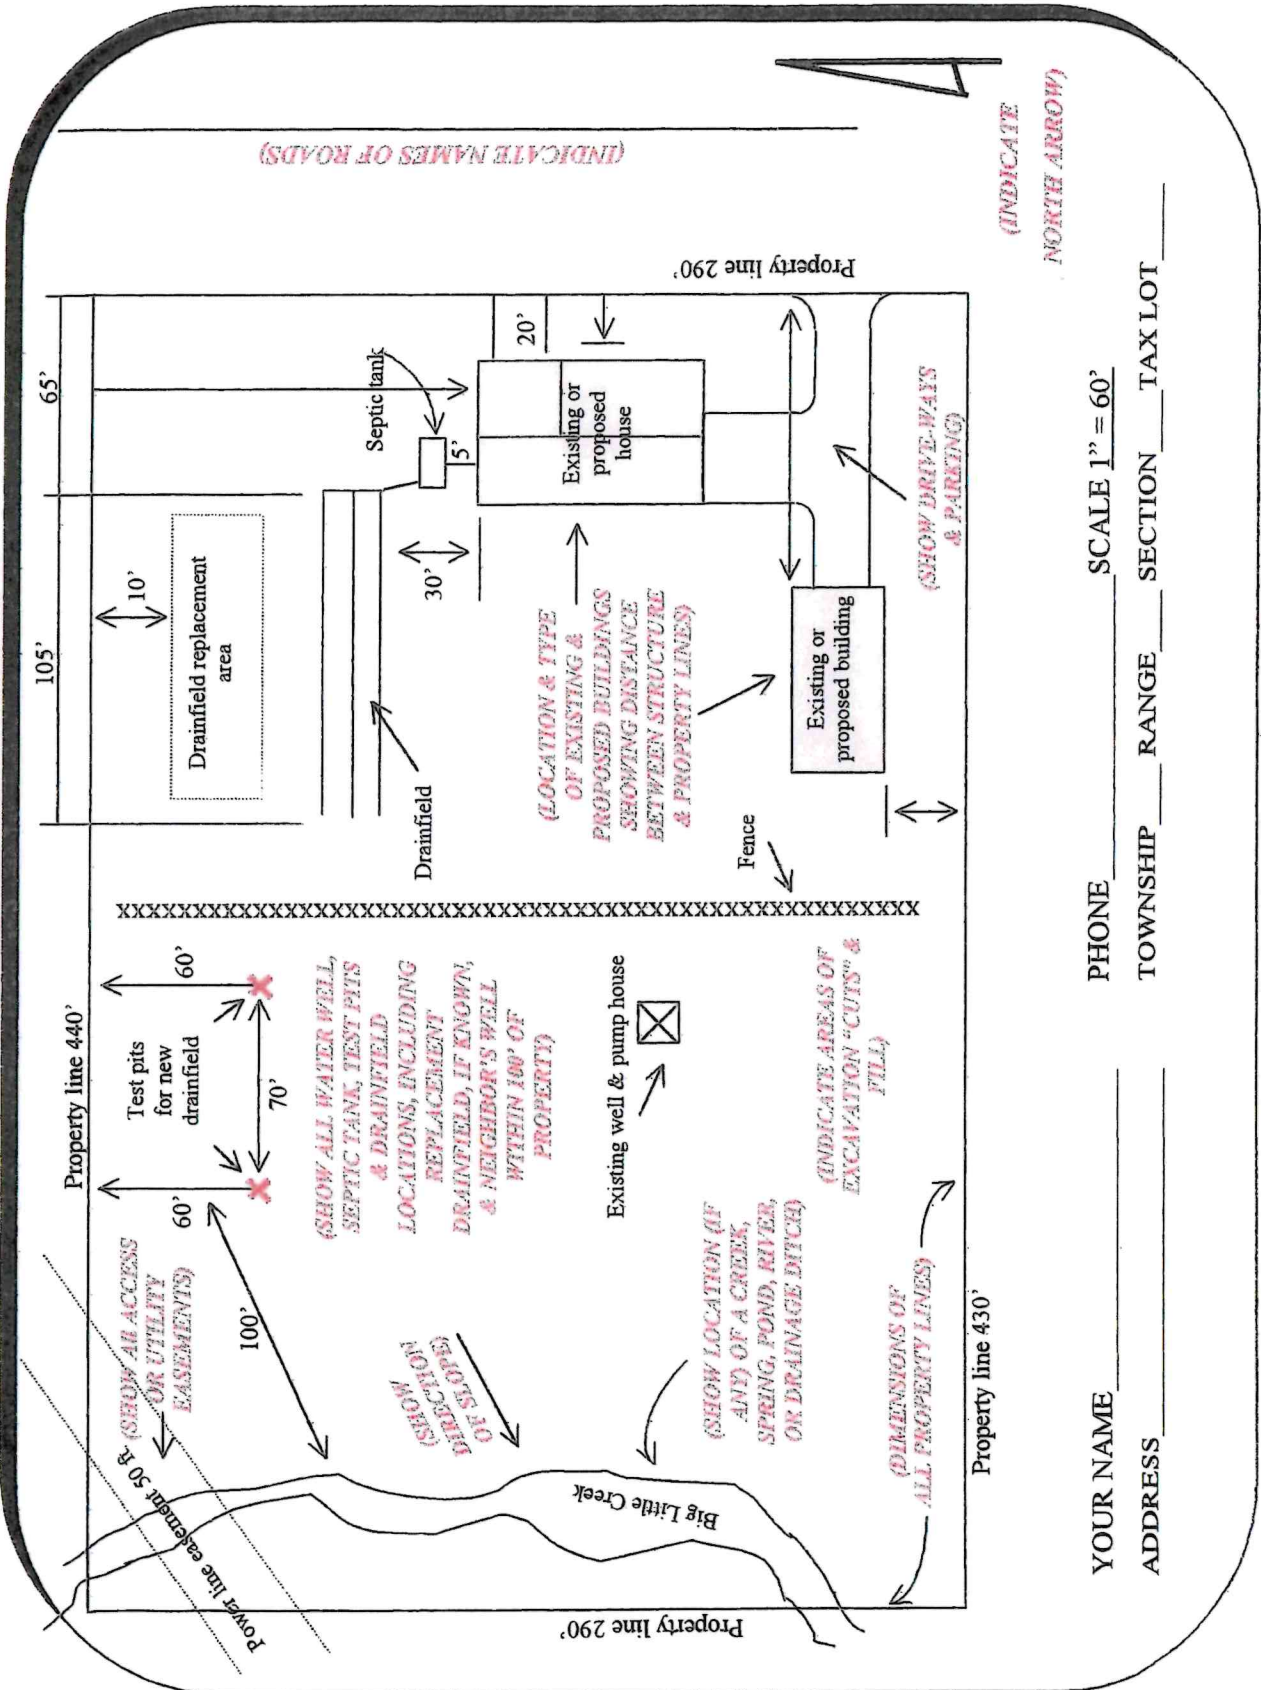 Property line 440'
105'
65'
10'
Drainfield replacement
area
60'
60'
Test pits
for new
drainfield
70'
(SHOW AlI ACCESS
OR UTILITY
EASEMENTS)
Power line easement 50 ft.
100'
(SHOW ALL WATER WELL,
SEPTIC TANK, TEST PITS
& DRAINFIELD
LOCATIONS, INCLUDING
REPLACEMENT
DRAINFIELD, IF KNOWN,
& NEIGHBOR'S WELL
WITHIN 100' OF
PROPERTY)
Drainfield
30'
Septic tank
5'
20'
Existing or
proposed
house
(INDICATE NAMES OF ROADS)
(SHOW
DIRECTION
OF SLOPE)
Existing well & pump house
(LOCATION & TYPE
OF EXISTING &
PROPOSED BUILDINGS
SHOWING DISTANCE
BETWEEN STRUCTURE
& PROPERTY LINES)
Big Little Creek
(SHOW LOCATION (IF
ANY) OF A CREEK,
SPRING, POND, RIVER,
OR DRAINAGE DITCH)
Fence
XXXXXXXXXXXXXXXXXXXXXXXXXXXXXXXXXXXXXXXXXXXXXXXXXXXXX
Existing or
proposed building
(SHOW DRIVE-WAYS
& PARKING)
Property line 290'
Property line 290'
(INDICATE AREAS OF
EXCAVATION "CUTS" &
FILL)
(DIMENSIONS OF
ALL PROPERTY LINES)
Property line 430'
(INDICATE
NORTH ARROW)
YOUR NAME PHONE SCALE 1" = 60'
ADDRESS TOWNSHIP RANGE SECTION TAX LOT